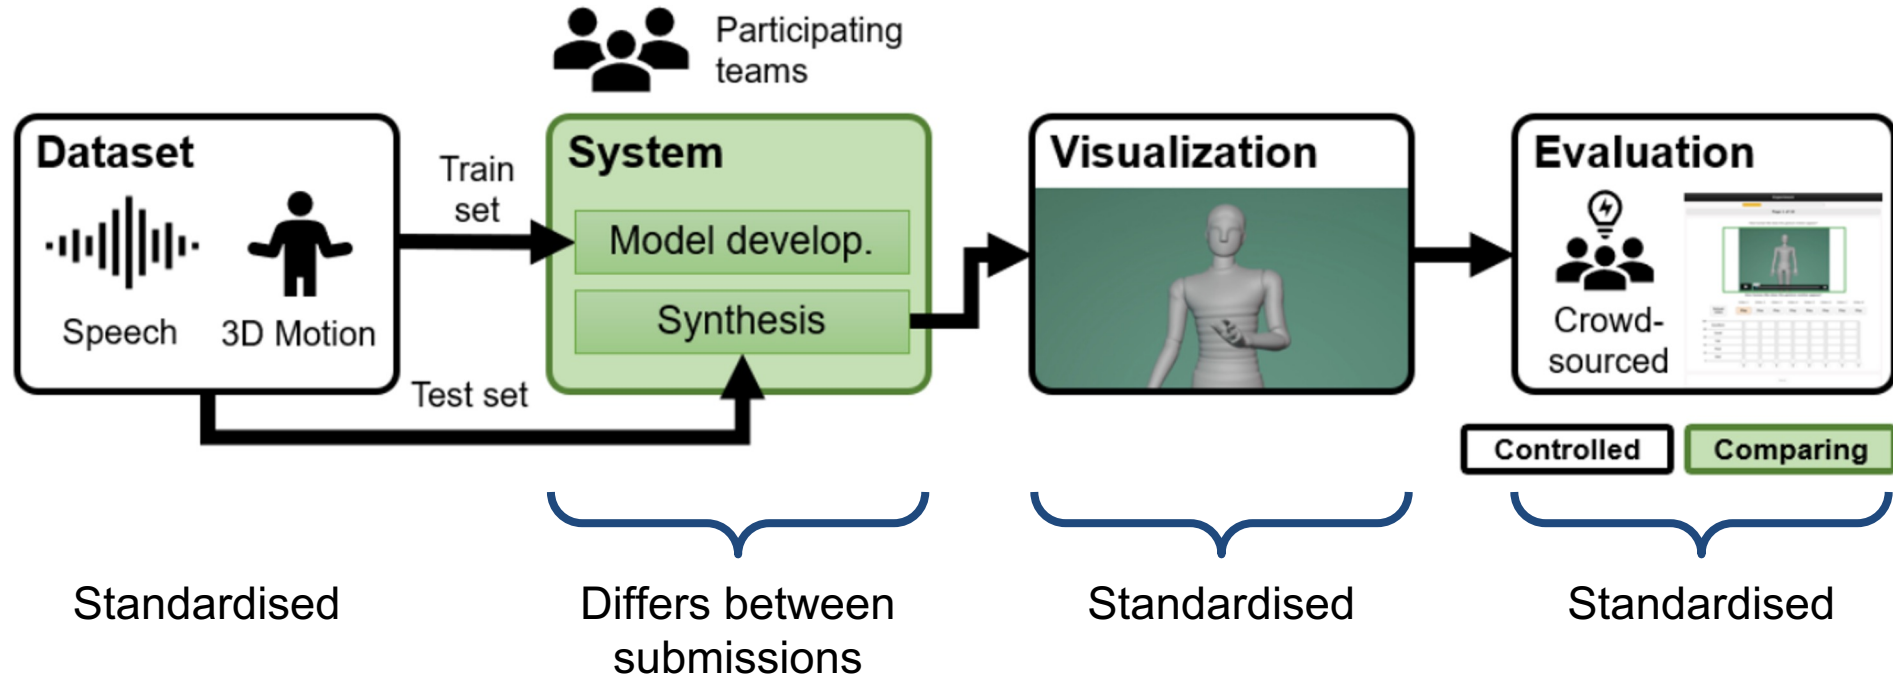 Participating
teams
Dataset
Speech
3D Motion
Train
set
Test set
System
Model develop.
Synthesis
Visualization
Evaluation
Crowd-
sourced
Controlled
Comparing
Standardised
Differs between
submissions
Standardised
Standardised